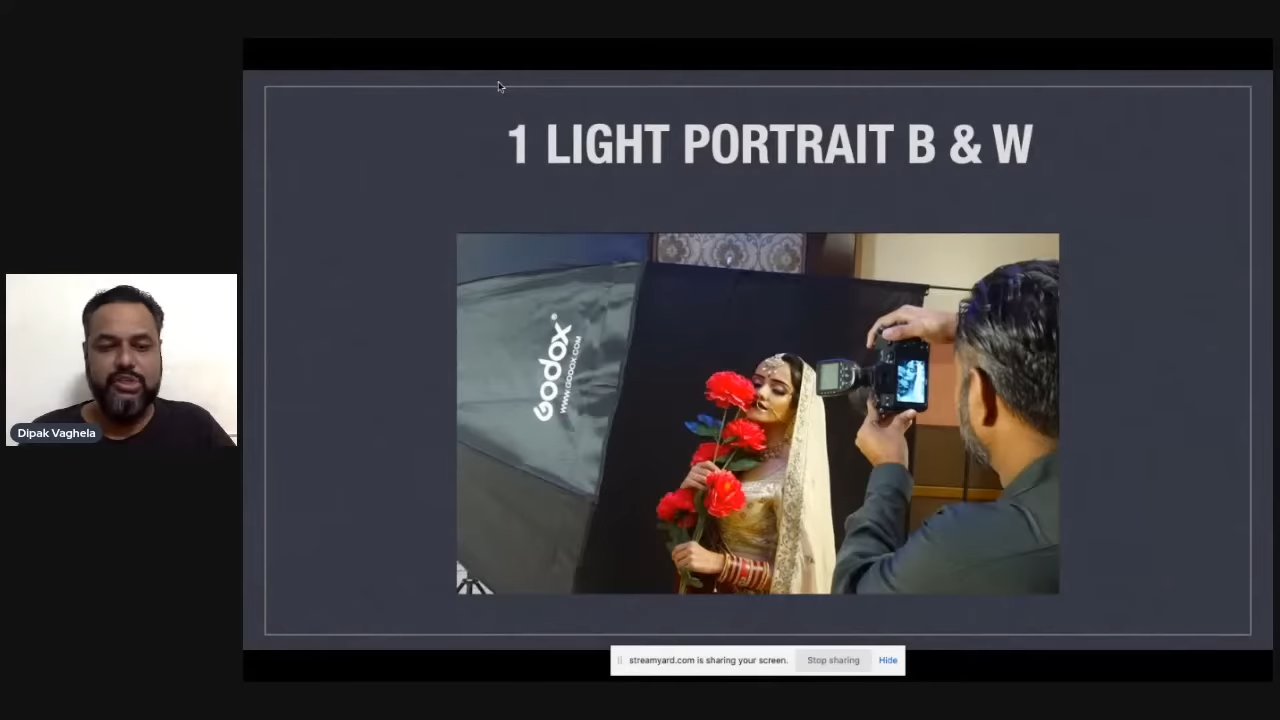 1 LIGHT PORTRAIT B & W
Godox®
WWW.GODOX.COM
Dipak Vaghela
streamyard.com is sharing your screen.
Stop sharing
Hide